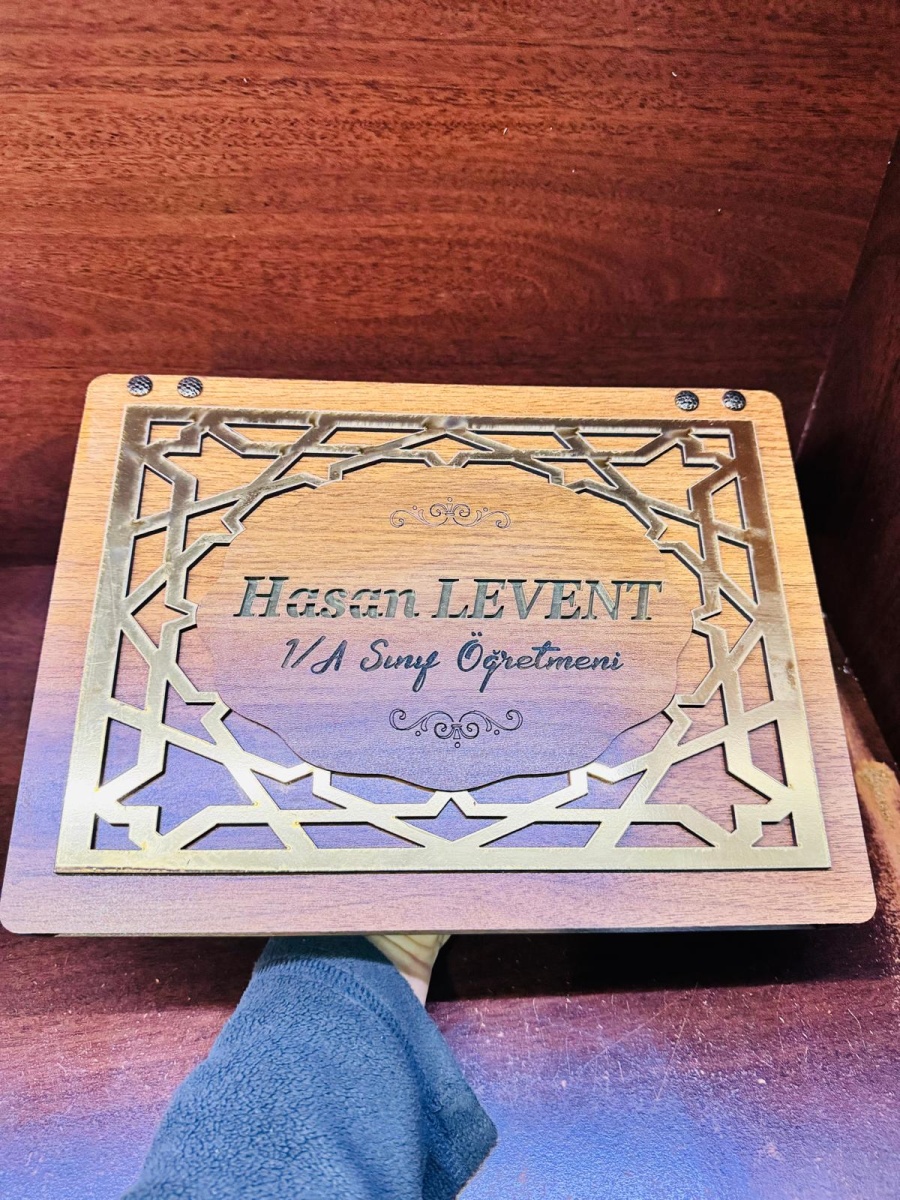 Hasan LEVENT
1/A Sınıf Öğretmeni